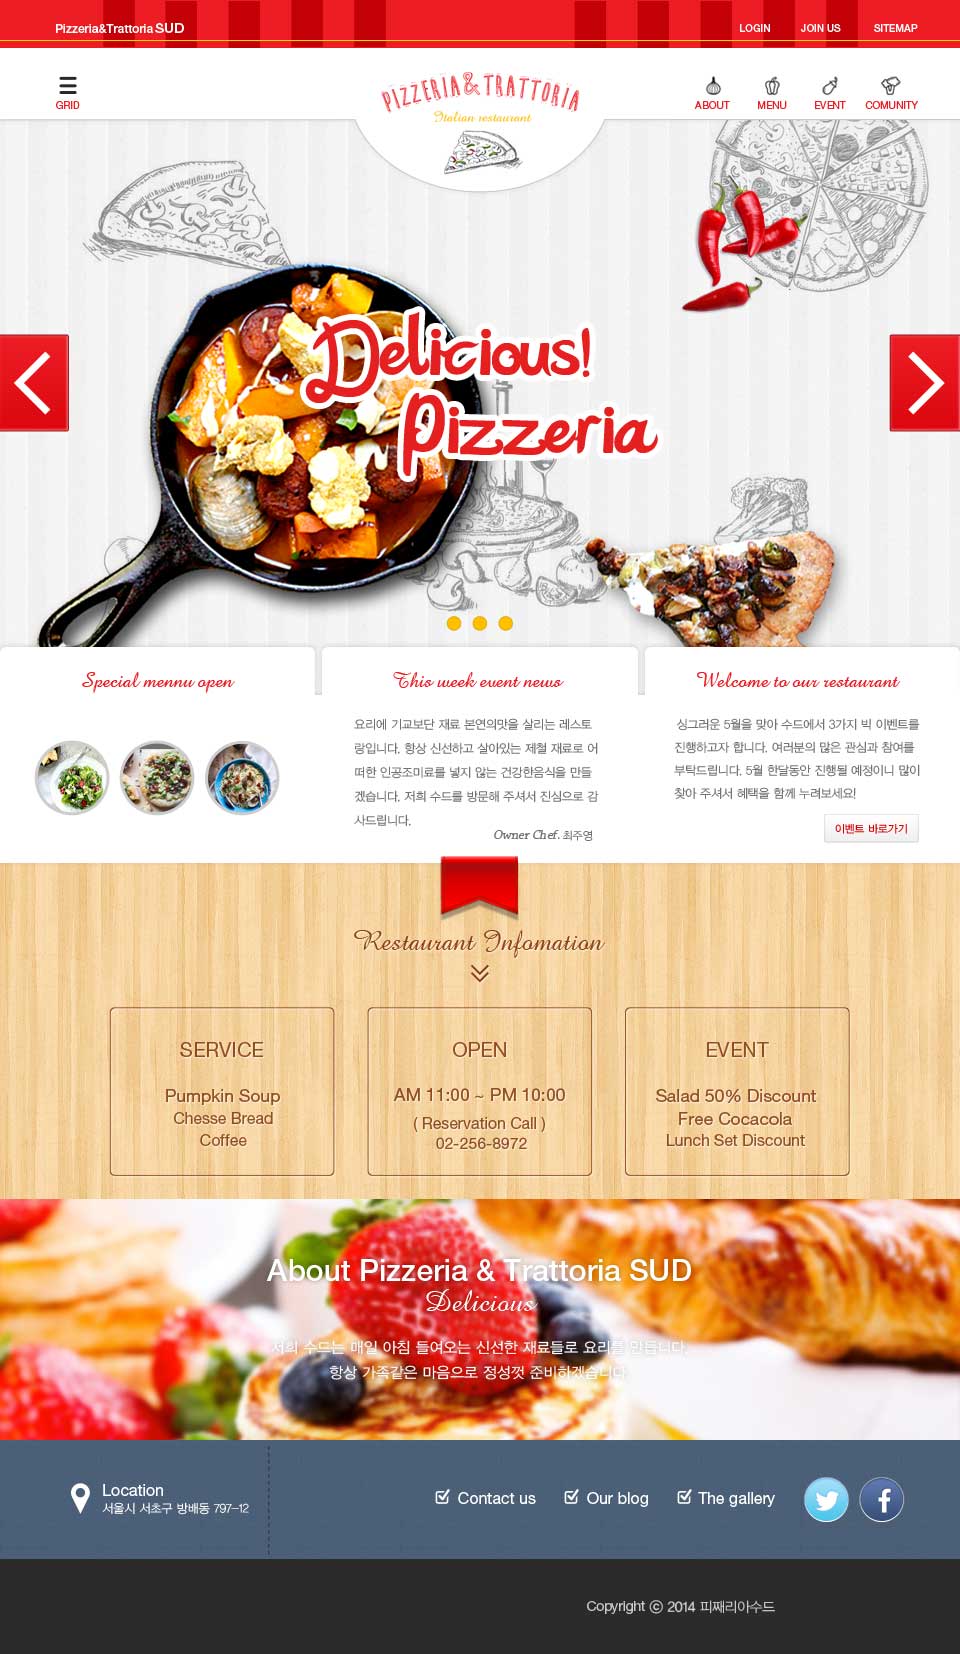 Pizzeria&Trattoria SUD
LOGIN
JOIN US
SITEMAP
GRID
PIZZERIA&TRATTORIA
Italian restaurant
ABOUT
MENU
EVENT
COMUNITY
Delicious!
Pizzeria
Special mennu open
This week event news
요리에 기교보단 재료 본연의맛을 살리는 레스토
랑입니다. 항상 신선하고 살아있는 제철 재료로 어
떠한 인공조미료를 넣지 않는 건강한음식을 만들
겠습니다. 저희 수드를 방문해 주셔서 진심으로 감
사드립니다.
Owner Chef. 최주영
Welcome to our restaurant
싱그러운 5월을 맞아 수드에서 3가지 빅 이벤트를
진행하고자 합니다. 여러분의 많은 관심과 참여를
부탁드립니다. 5월 한달동안 진행될 예정이니 많이
찾아 주셔서 혜택을 함께 누려보세요!
이벤트 바로가기
Restaurant Infomation
SERVICE
Pumpkin Soup
Chesse Bread
Coffee
OPEN
AM 11:00 ~ PM 10:00
( Reservation Call )
02-256-8972
EVENT
Salad 50% Discount
Free Cocacola
Lunch Set Discount
About Pizzeria & Trattoria SUD
Delicious
저희 수드는 매일 아침 들여오는 신선한 재료들로 요리를 만듭니다.
항상 가족같은 마음으로 정성껏 준비하겠습니다.
Location
서울시 서초구 방배동 797-12
Contact us
Our blog
The gallery
Copyright ⓒ 2014 피째리아수드